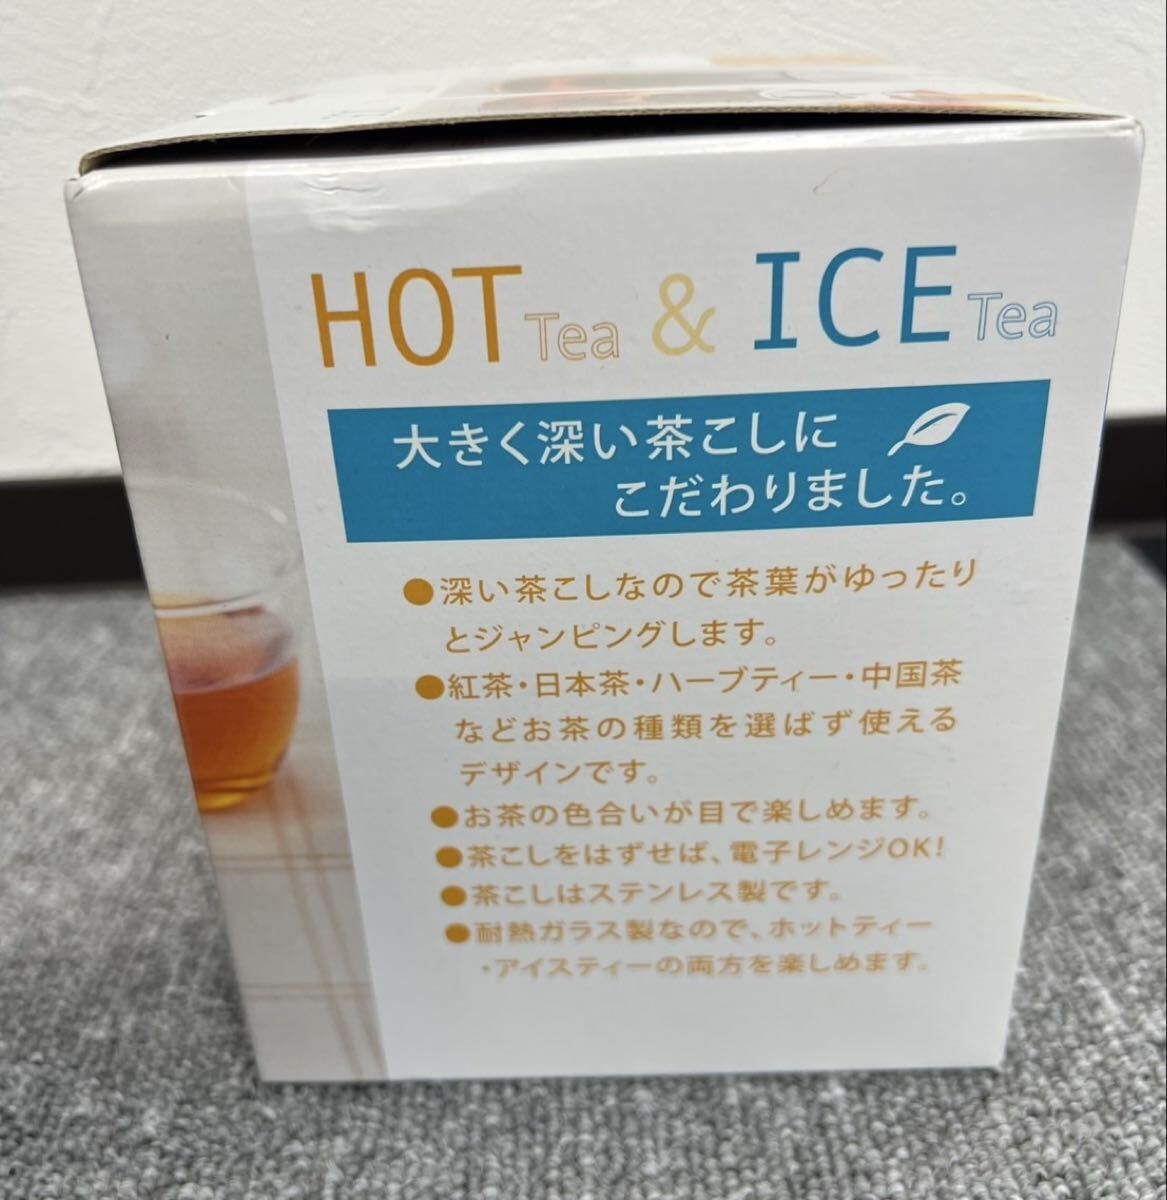 HOT Tea & ICE Tea
大きく深い茶こしに
こだわりました。
●深い茶こしなので茶葉がゆったり
とジャンピングします。
●紅茶・日本茶・ハーブティー・中国茶
などお茶の種類を選ばず使える
デザインです。
●お茶の色合いが目で楽しめます。
●茶こしをはずせば、電子レンジOK!
●茶こしはステンレス製です。
●耐熱ガラス製なので、ホットティー
・アイスティーの両方を楽しめます。